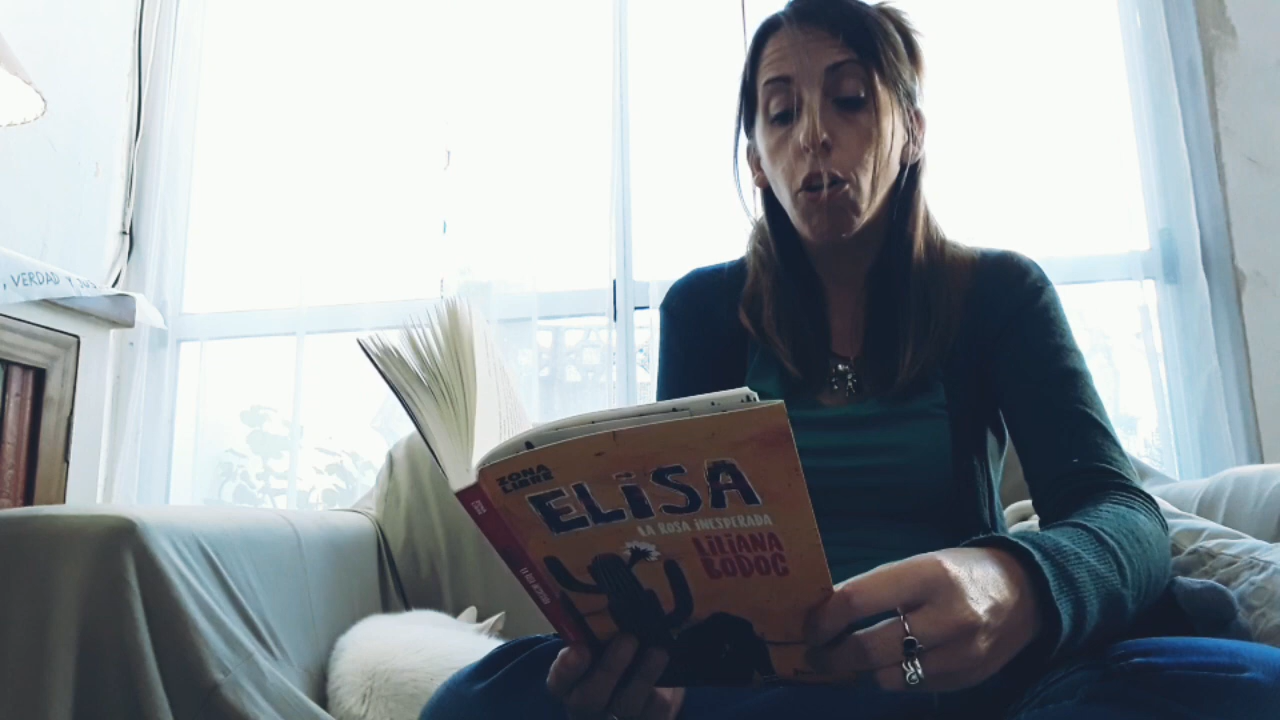 , VERDAD Y
ZONA
LIBRE
ELiSA
LA ROSA iNESPERADA
LiLiANA
BODOC